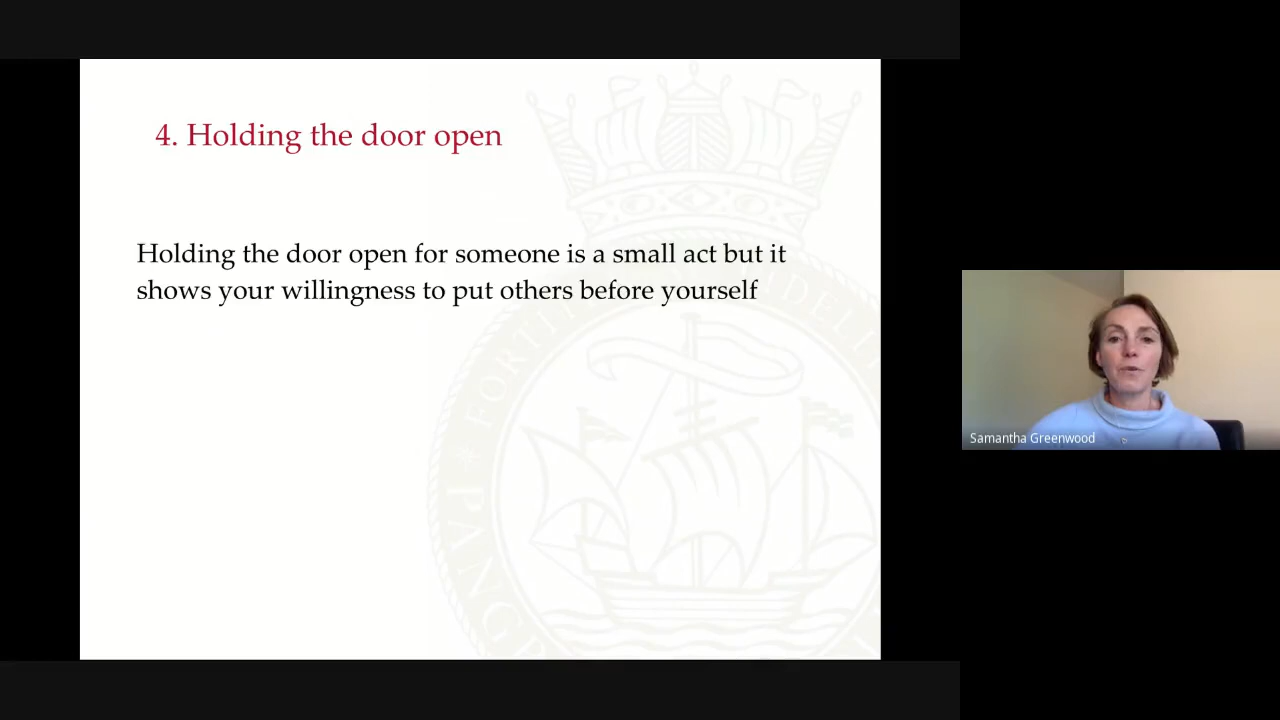 4. Holding the door open
Holding the door open for someone is a small act but it
shows your willingness to put others before yourself
Samantha Greenwood
PANG